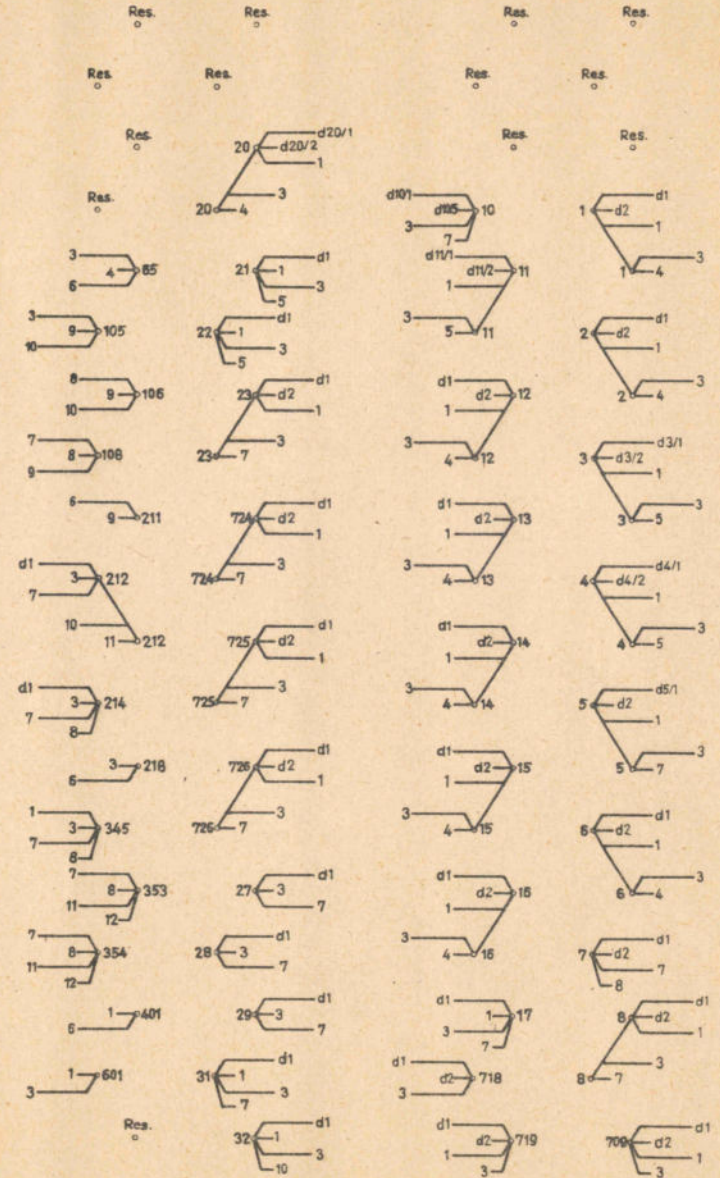 Res. Res. Res. Res.
Res. Res. Res. Res.
Res. Res. Res.
20 d20/2 d20/1
1
Res.
3
20 4
d10/1
d105 10
3
7
1 d2 d1
1
3
1 4
3
4 65
6
21 1 d1
3
5
d11/1
d11/2 11
1
3
5 11
3
9 105
10
22 1 d1
3
5
2 d2 d1
1
3
2 4
8
9 106
10
23 d2 d1
1
3
23 7
d1
d2 12
1
3
4 12
7
8 108
9
3 d3/2 d3/1
1
3
3 5
6
9 211
724 d2 d1
1
3
724 7
d1
d2 13
1
3
4 13
d1
3 212
7
10
11 212
4 d4/2 d4/1
1
3
4 5
725 d2 d1
1
3
725 7
d1
d2 14
1
3
4 14
d1
3 214
7
8
5 d2 d5/1
1
3
5 7
3 218
6
726 d2 d1
1
3
726 7
d1
d2 15
1
3
4 15
1
3 345
7
8
6 d2 d1
1
3
6 4
7
8 353
11
12
27 3 d1
7
d1
d2 16
1
3
4 16
7
8 354
11
12
28 3 d1
7
7 d2 d1
7
8
1 401
6
29 3 d1
7
d1
1 17
3
7
8 d2 d1
1
3
8 7
1 601
3
31 1 d1
3
7
d1
d2 718
3
Res.
32 1 d1
3
10
d1
d2 719
1
3
709 d2 d1
1
3